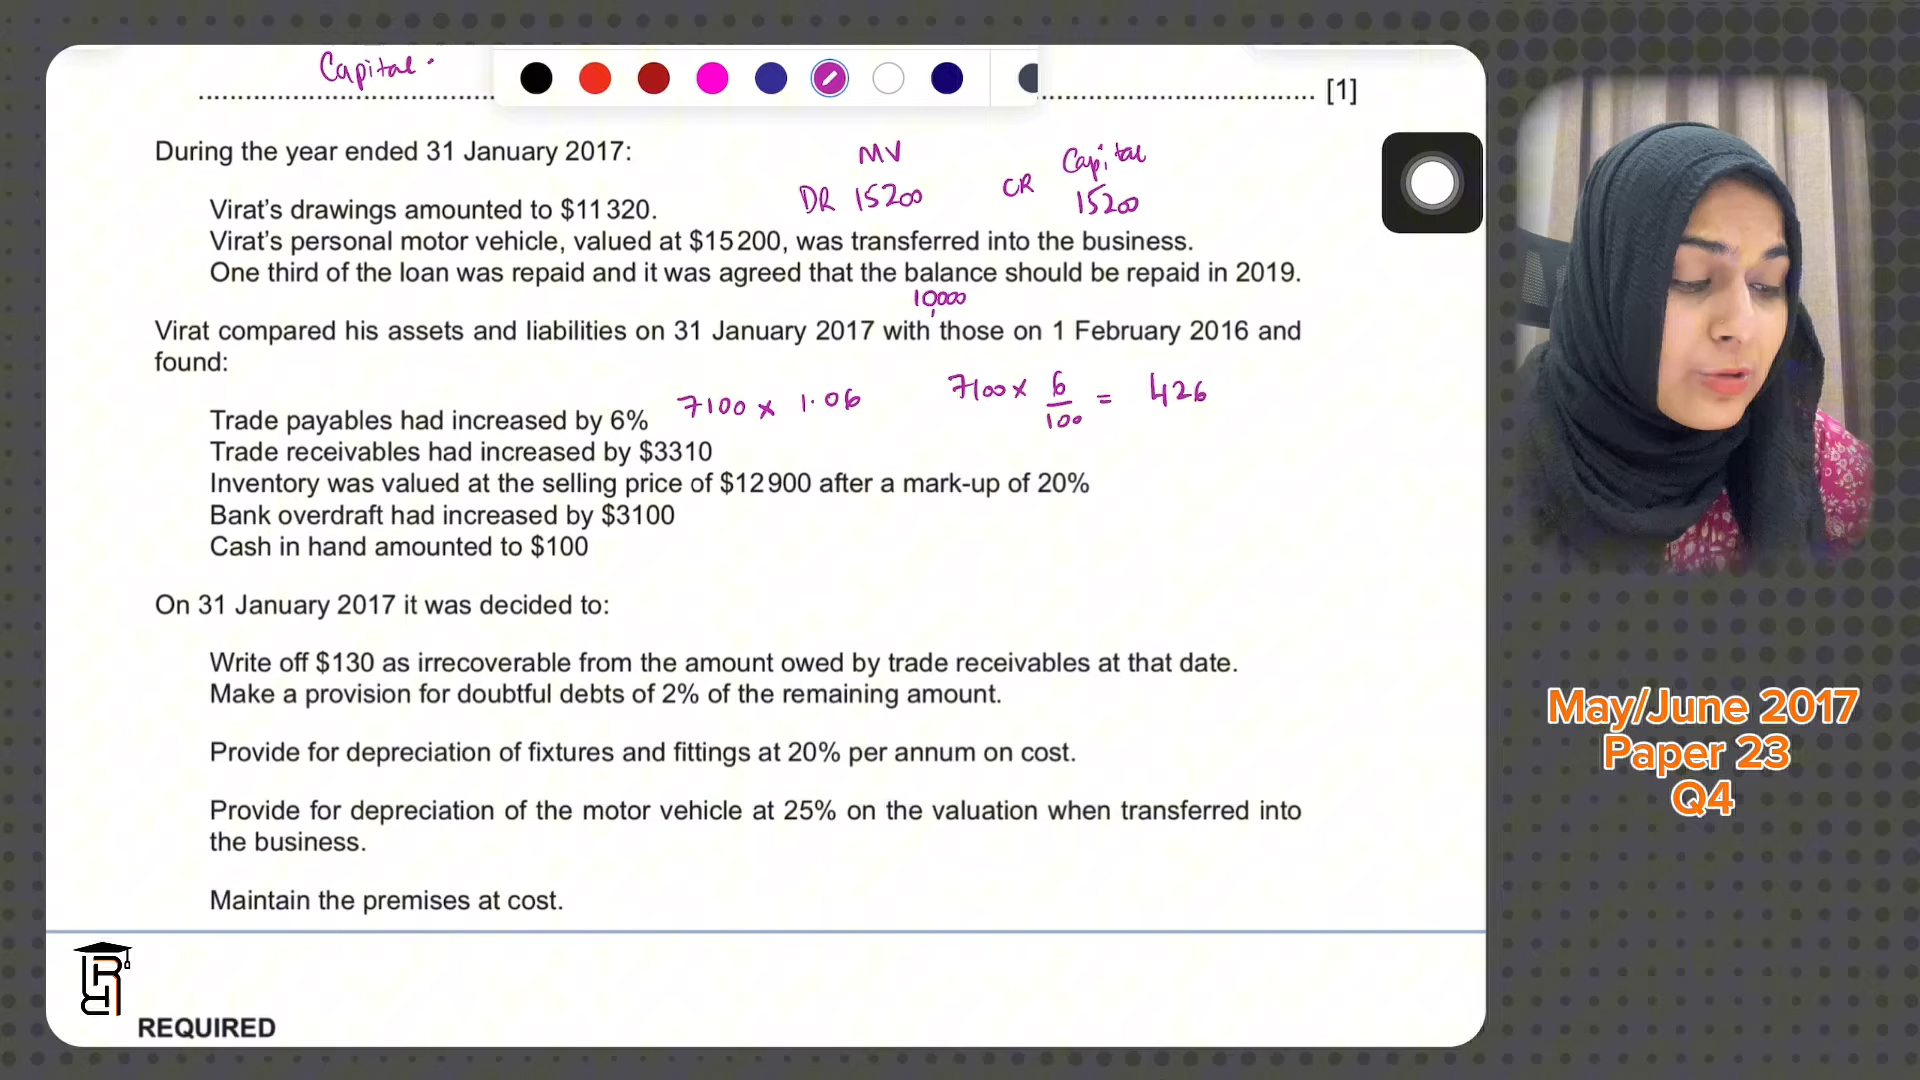 Capital.
[1]
During the year ended 31 January 2017:
MV
Capital
DR 15200
CR
15200
Virat's drawings amounted to $11 320.
Virat's personal motor vehicle, valued at $15 200, was transferred into the business.
One third of the loan was repaid and it was agreed that the balance should be repaid in 2019.
10000
Virat compared his assets and liabilities on 31 January 2017 with those on 1 February 2016 and
found:
7100 x 1.06
7100 x 6/100 = 426
Trade payables had increased by 6%
Trade receivables had increased by $3310
Inventory was valued at the selling price of $12 900 after a mark-up of 20%
Bank overdraft had increased by $3100
Cash in hand amounted to $100
On 31 January 2017 it was decided to:
Write off $130 as irrecoverable from the amount owed by trade receivables at that date.
Make a provision for doubtful debts of 2% of the remaining amount.
Provide for depreciation of fixtures and fittings at 20% per annum on cost.
Provide for depreciation of the motor vehicle at 25% on the valuation when transferred into
the business.
Maintain the premises at cost.
REQUIRED
May/June 2017
Paper 23
Q4